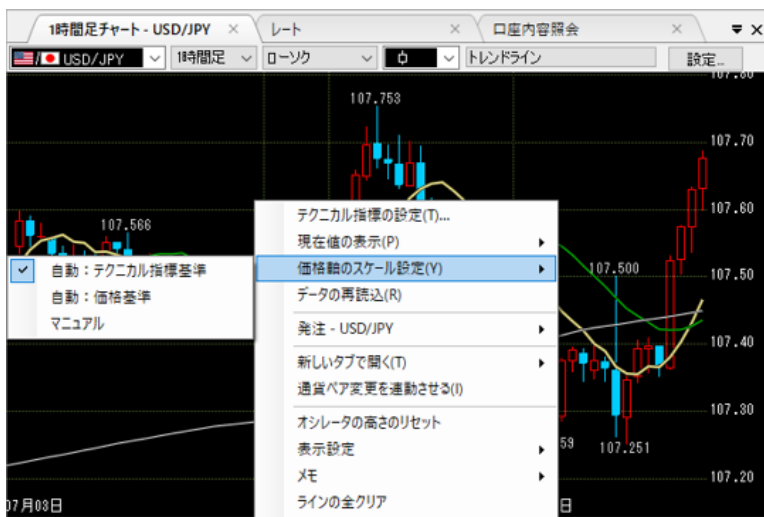 1時間足チャート - USD/JPY ×
レート ×
口座内容照会 ×
USD/JPY
1時間足
ローソク
トレンドライン
設定...
107.80
107.753
107.70
107.60
107.566
107.500
107.50
107.40
107.30
59
107.251
107.20
07月03日
日
テクニカル指標の設定(T)...
現在値の表示(P)
価格軸のスケール設定(Y)
データの再読込(R)
発注 - USD/JPY
新しいタブで開く(T)
通貨ペア変更を連動させる(I)
オシレータの高さのリセット
表示設定
メモ
ラインの全クリア
自動：テクニカル指標基準
自動：価格基準
マニュアル